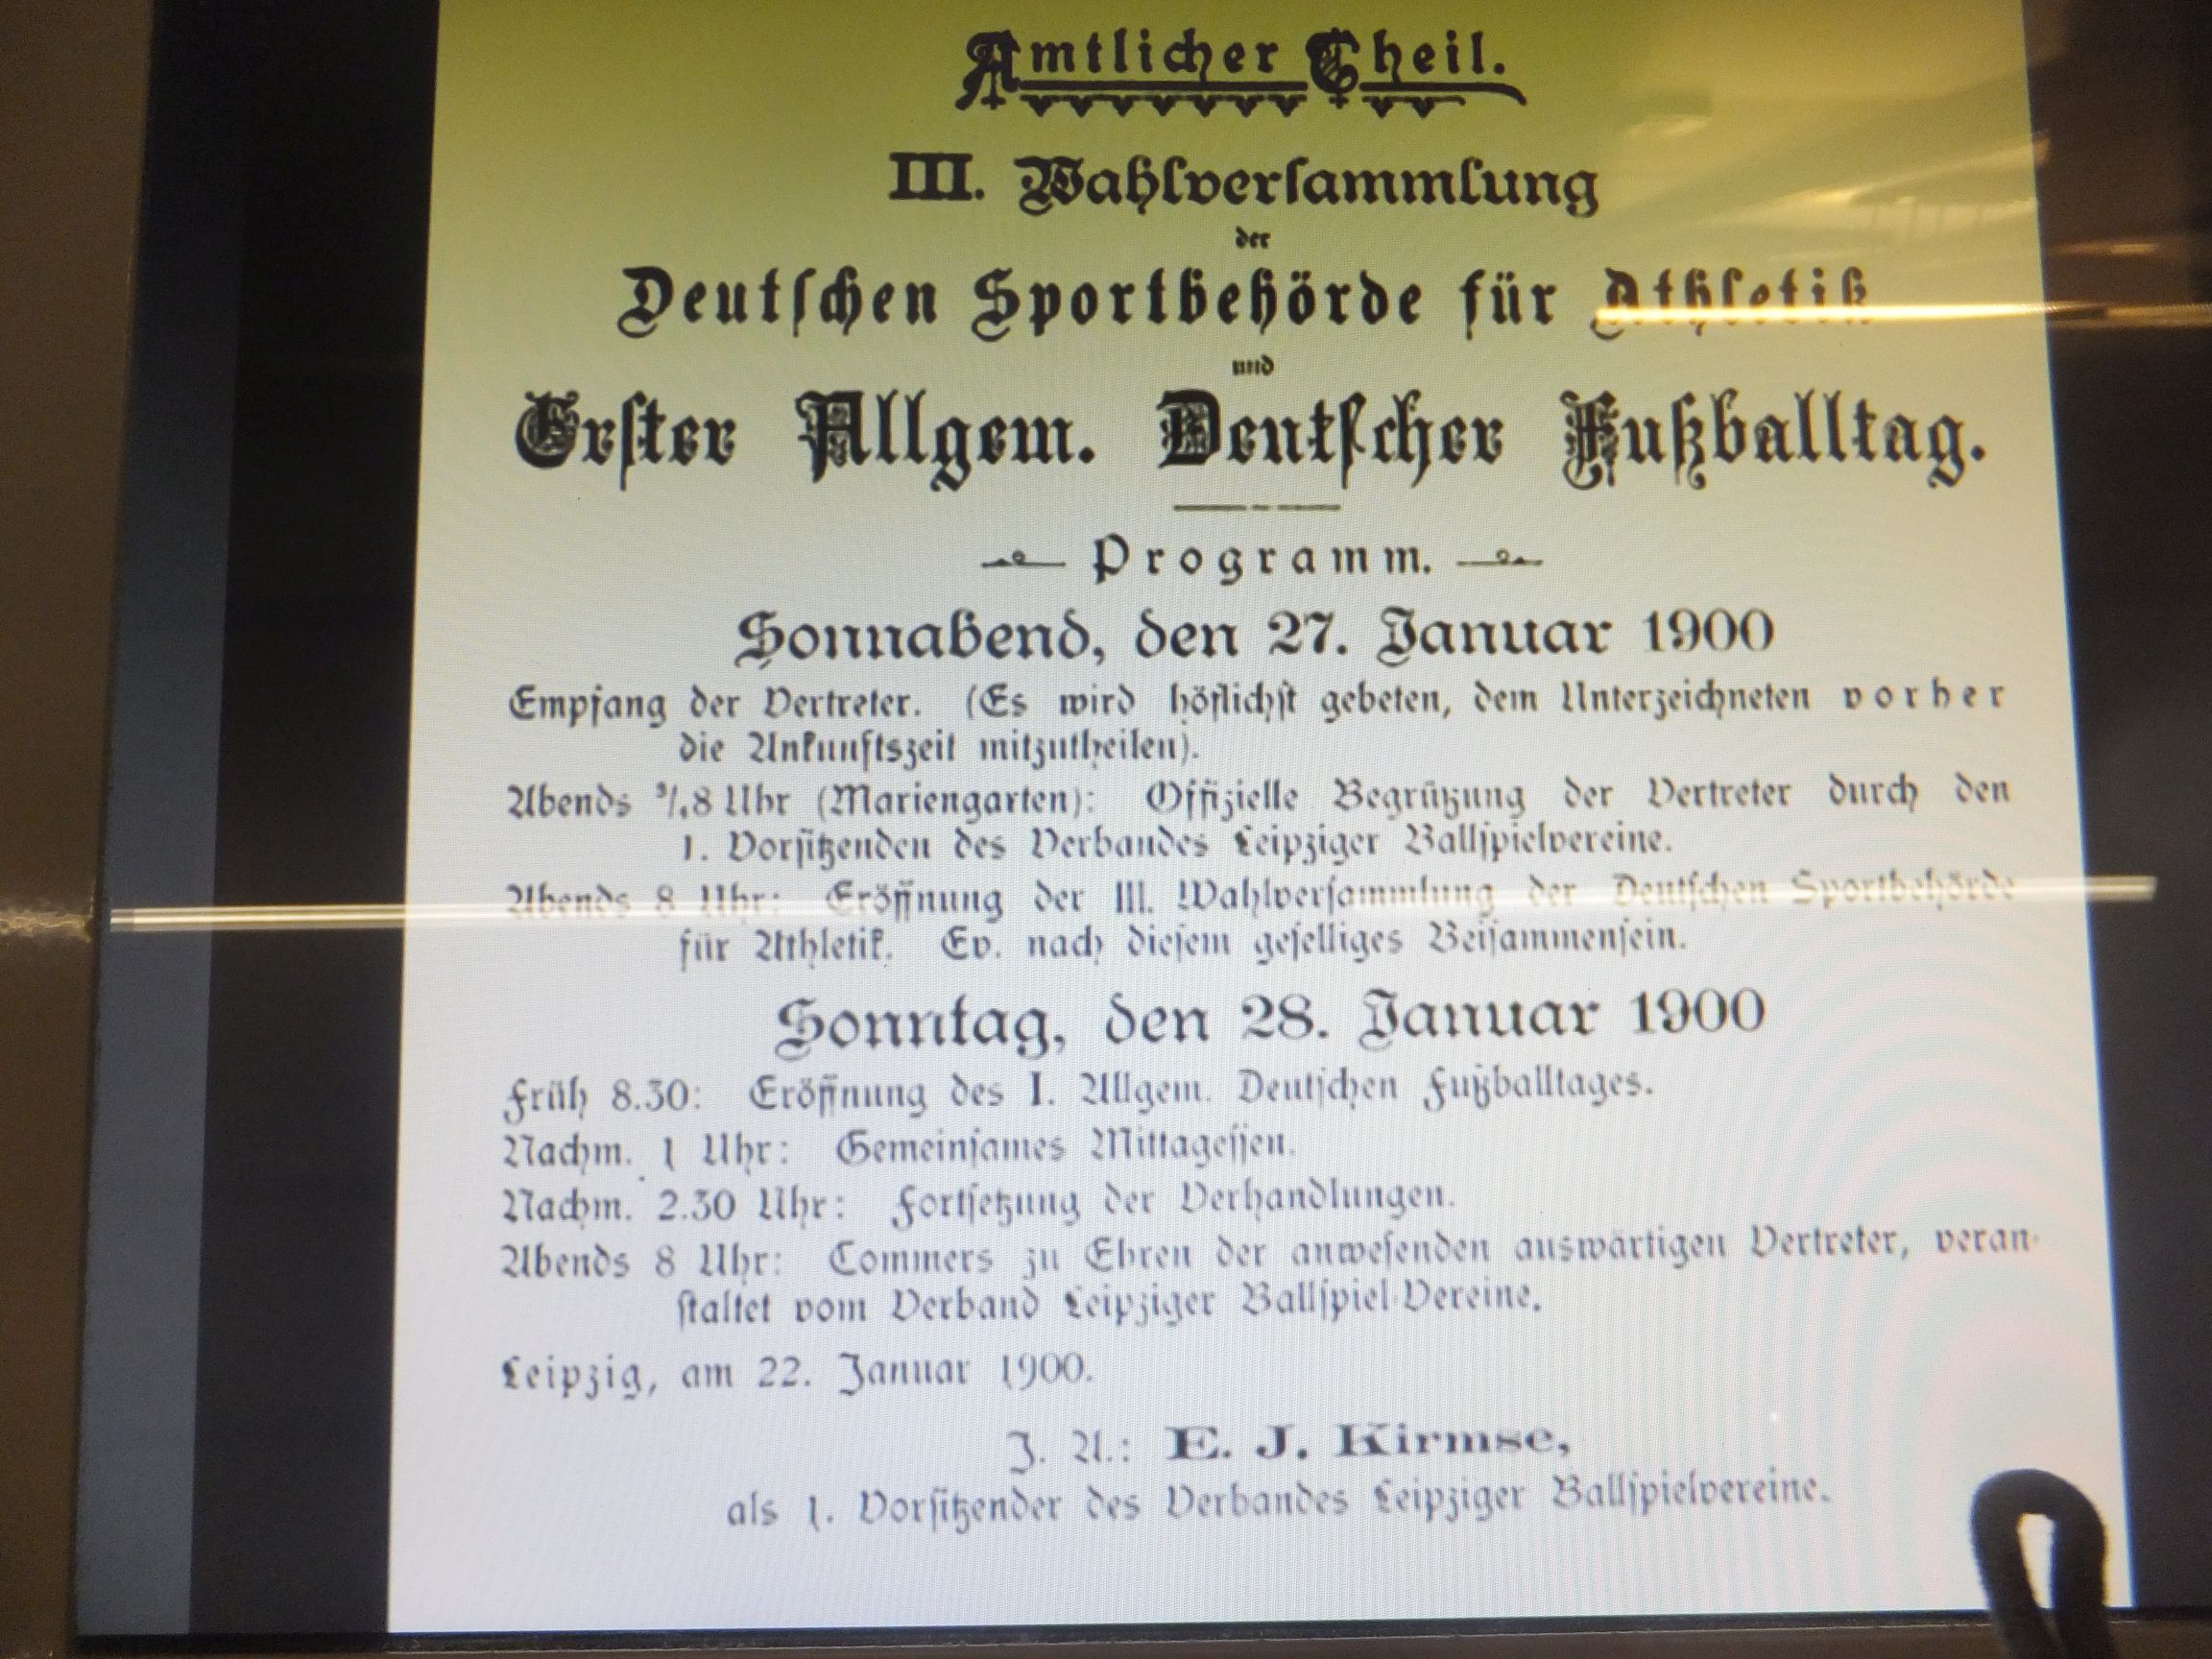 Amtlicher Theil.
III. Wahlversammlung
der
Deutschen Sportbehörde für Athletik
und
Erster Allgem. Deutscher Fußballtag.
Programm.
Sonnabend, den 27. Januar 1900
Empfang der Vertreter. (Es wird höflichst gebeten, dem Unterzeichneten vorher
die Ankunftszeit mitzutheilen).
Abends ³/₄8 Uhr (Mariengarten): Offizielle Begrüßung der Vertreter durch den
1. Vorsitzenden des Verbandes Leipziger Ballspielvereine.
Abends 8 Uhr: Eröffnung der III. Wahlversammlung der Deutschen Sportbehörde
für Athletik. Ev. nach diesem geselliges Beisammensein.
Sonntag, den 28. Januar 1900
Früh 8.30: Eröffnung des I. Allgem. Deutschen Fußballtages.
Nachm. 1 Uhr: Gemeinsames Mittagessen.
Nachm. 2.30 Uhr: Fortsetzung der Verhandlungen.
Abends 8 Uhr: Commers zu Ehren der anwesenden auswärtigen Vertreter, veran-
staltet vom Verband Leipziger Ballspiel-Vereine.
Leipzig, am 22. Januar 1900.
J. A.: E. J. Kirmse,
als 1. Vorsitzender des Verbandes Leipziger Ballspielvereine.